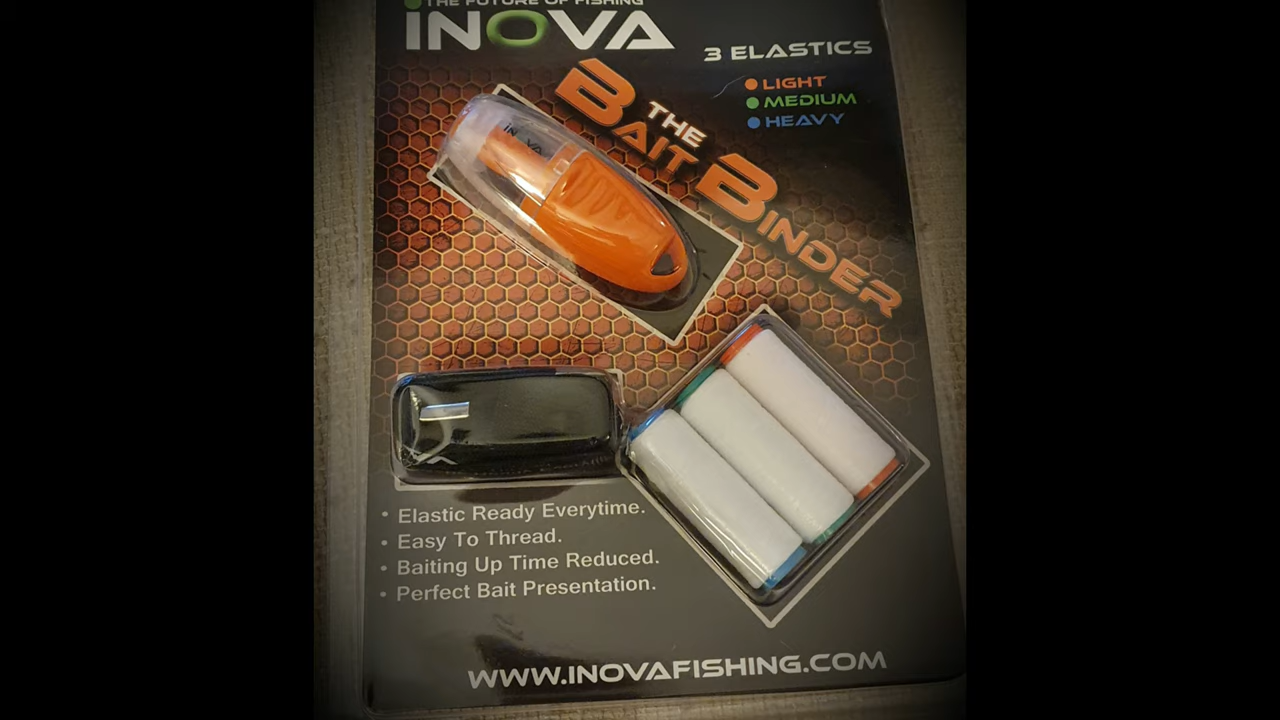 THE FUTURE OF FISHING
INOVA
3 ELASTICS
LIGHT
MEDIUM
HEAVY
THE
BAIT BINDER
INOVA
• Elastic Ready Everytime.
• Easy To Thread.
• Baiting Up Time Reduced.
• Perfect Bait Presentation.
WWW.INOVAFISHING.COM